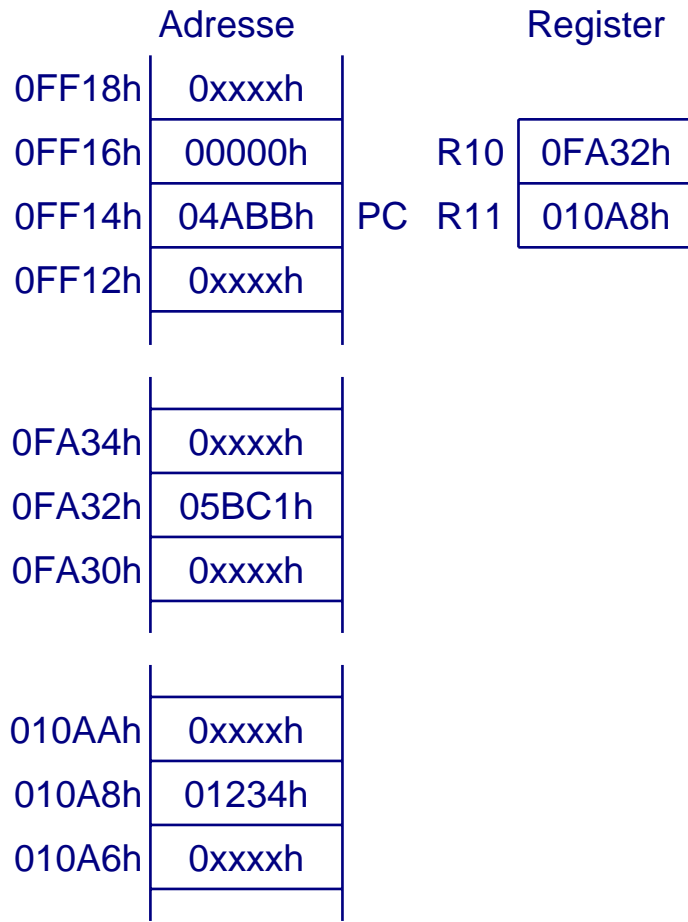 Adresse Register
0FF18h 0xxxxh
0FF16h 00000h R10 0FA32h
0FF14h 04ABBh PC R11 010A8h
0FF12h 0xxxxh
0FA34h 0xxxxh
0FA32h 05BC1h
0FA30h 0xxxxh
010AAh 0xxxxh
010A8h 01234h
010A6h 0xxxxh